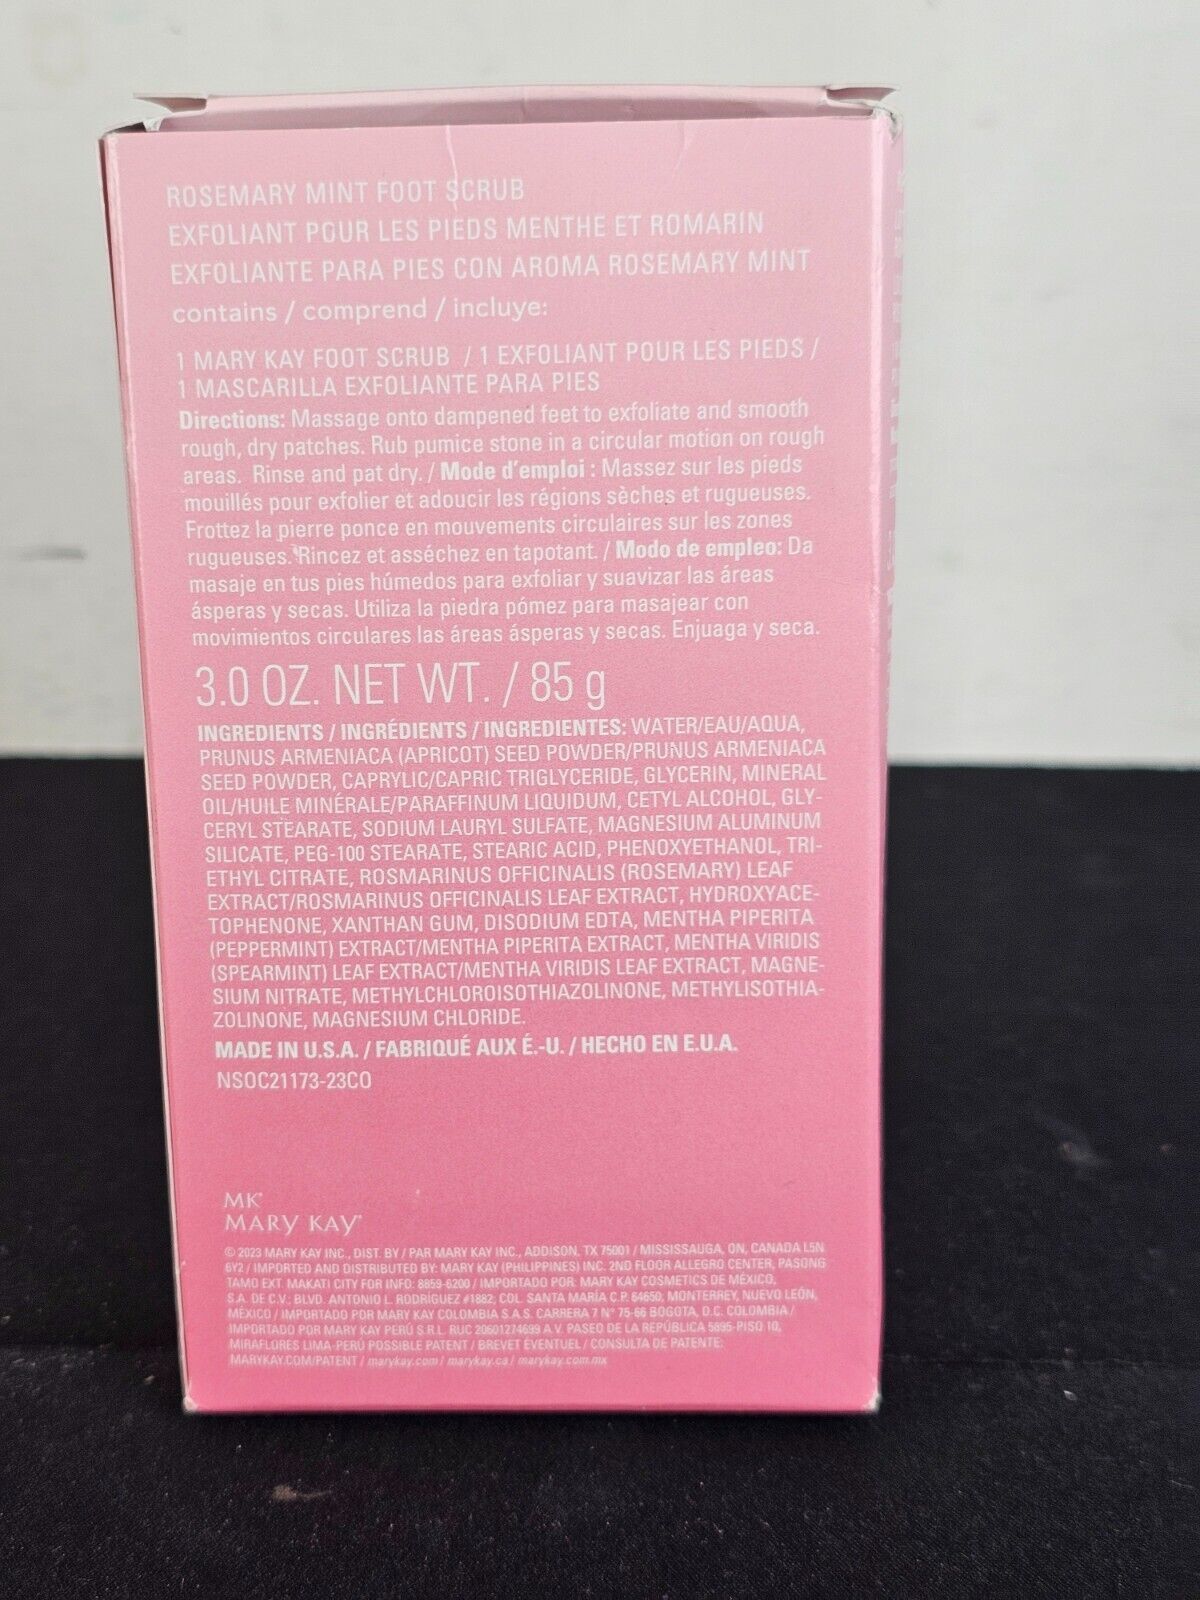 ROSEMARY MINT FOOT SCRUB
EXFOLIANT POUR LES PIEDS MENTHE ET ROMARIN
EXFOLIANTE PARA PIES CON AROMA ROSEMARY MINT
contains / comprend / incluye:
1 MARY KAY FOOT SCRUB / 1 EXFOLIANT POUR LES PIEDS /
1 MASCARILLA EXFOLIANTE PARA PIES
Directions: Massage onto dampened feet to exfoliate and smooth
rough, dry patches. Rub pumice stone in a circular motion on rough
areas. Rinse and pat dry. / Mode d'emploi : Massez sur les pieds
mouillés pour exfolier et adoucir les régions sèches et rugueuses.
Frottez la pierre ponce en mouvements circulaires sur les zones
rugueuses. Rincez et asséchez en tapotant. / Modo de empleo: Da
masaje en tus pies húmedos para exfoliar y suavizar las áreas
ásperas y secas. Utiliza la piedra pómez para masajear con
movimientos circulares las áreas ásperas y secas. Enjuaga y seca.
3.0 OZ. NET WT. / 85 g
INGREDIENTS / INGRÉDIENTS / INGREDIENTES: WATER/EAU/AQUA,
PRUNUS ARMENIACA (APRICOT) SEED POWDER/PRUNUS ARMENIACA
SEED POWDER, CAPRYLIC/CAPRIC TRIGLYCERIDE, GLYCERIN, MINERAL
OIL/HUILE MINÉRALE/PARAFFINUM LIQUIDUM, CETYL ALCOHOL, GLY-
CERYL STEARATE, SODIUM LAURYL SULFATE, MAGNESIUM ALUMINUM
SILICATE, PEG-100 STEARATE, STEARIC ACID, PHENOXYETHANOL, TRI-
ETHYL CITRATE, ROSMARINUS OFFICINALIS (ROSEMARY) LEAF
EXTRACT/ROSMARINUS OFFICINALIS LEAF EXTRACT, HYDROXYACE-
TOPHENONE, XANTHAN GUM, DISODIUM EDTA, MENTHA PIPERITA
(PEPPERMINT) EXTRACT/MENTHA PIPERITA EXTRACT, MENTHA VIRIDIS
(SPEARMINT) LEAF EXTRACT/MENTHA VIRIDIS LEAF EXTRACT, MAGNE-
SIUM NITRATE, METHYLCHLOROISOTHIAZOLINONE, METHYLISOTHIA-
ZOLINONE, MAGNESIUM CHLORIDE.
MADE IN U.S.A. / FABRIQUÉ AUX É.-U. / HECHO EN E.U.A.
NSOC21173-23CO
MK®
MARY KAY®
© 2023 MARY KAY INC., DIST. BY / PAR MARY KAY INC., ADDISON, TX 75001 / MISSISSAUGA, ON, CANADA L5N
6Y2 / IMPORTED AND DISTRIBUTED BY: MARY KAY (PHILIPPINES) INC. 2ND FLOOR ALLEGRO CENTER, PASONG
TAMO EXT. MAKATI CITY FOR INFO: 8859-6200 / IMPORTADO POR: MARY KAY COSMETICS DE MÉXICO,
S.A. DE C.V.: BLVD. ANTONIO L. RODRÍGUEZ #1882, COL. SANTA MARÍA C.P. 64650, MONTERREY, NUEVO LEÓN,
MÉXICO / IMPORTADO POR MARY KAY COLOMBIA S.A.S. CARRERA 7 N° 75-66 BOGOTA, D.C. COLOMBIA /
IMPORTADO POR MARY KAY PERÚ S.R.L. RUC 20601274699 A.V. PASEO DE LA REPÚBLICA 5895-PISO 10,
MIRAFLORES LIMA-PERÚ POSSIBLE PATENT / BREVET ÉVENTUEL / CONSULTA DE PATENTE:
MARYKAY.COM/PATENT / marykay.com / marykay.ca / marykay.com.mx